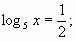 log₅ x = 1/2 ;